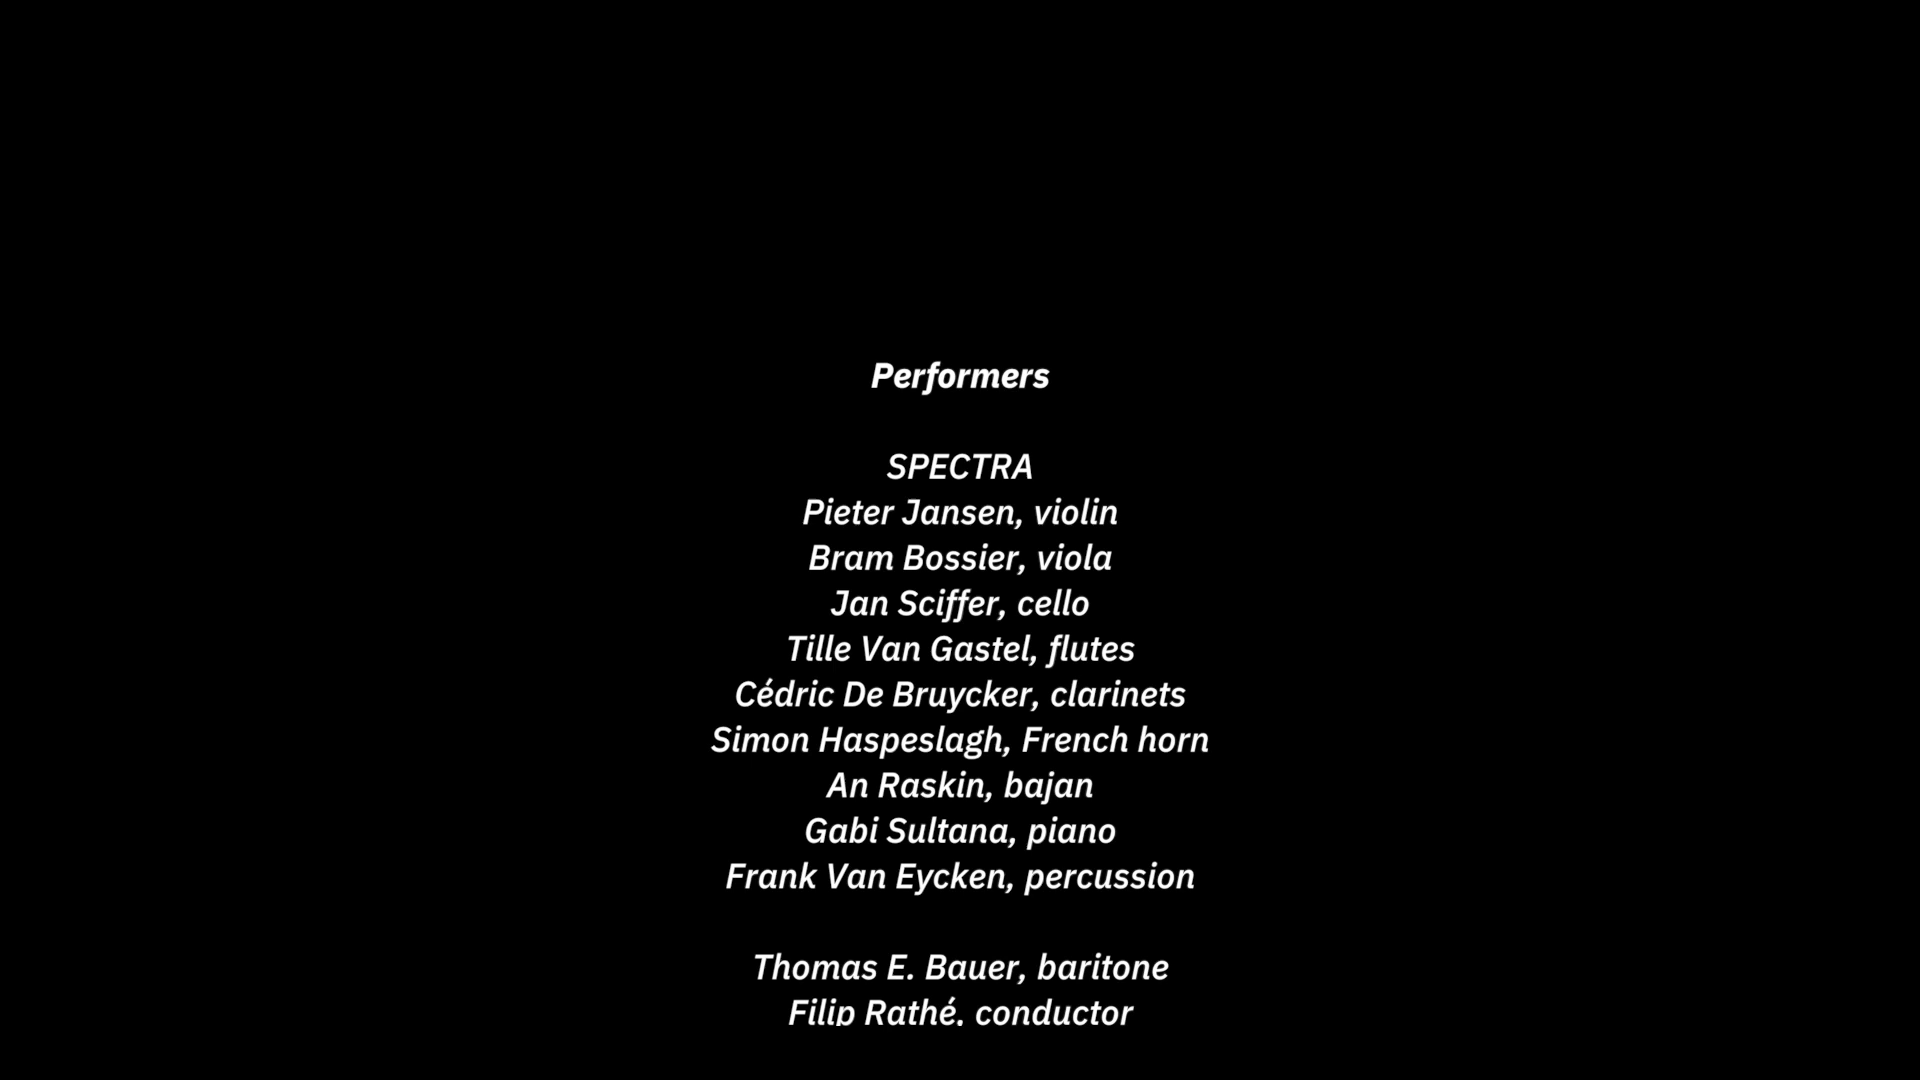 Performers
SPECTRA
Pieter Jansen, violin
Bram Bossier, viola
Jan Sciffer, cello
Tille Van Gastel, flutes
Cédric De Bruycker, clarinets
Simon Haspeslagh, French horn
An Raskin, bajan
Gabi Sultana, piano
Frank Van Eycken, percussion
Thomas E. Bauer, baritone
Filip Rathé, conductor